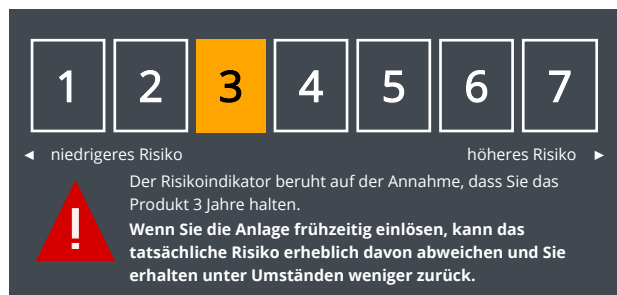 1 2 3 4 5 6 7
◄ niedrigeres Risiko höheres Risiko ►
Der Risikoindikator beruht auf der Annahme, dass Sie das
Produkt 3 Jahre halten.
Wenn Sie die Anlage frühzeitig einlösen, kann das
tatsächliche Risiko erheblich davon abweichen und Sie
erhalten unter Umständen weniger zurück.
!